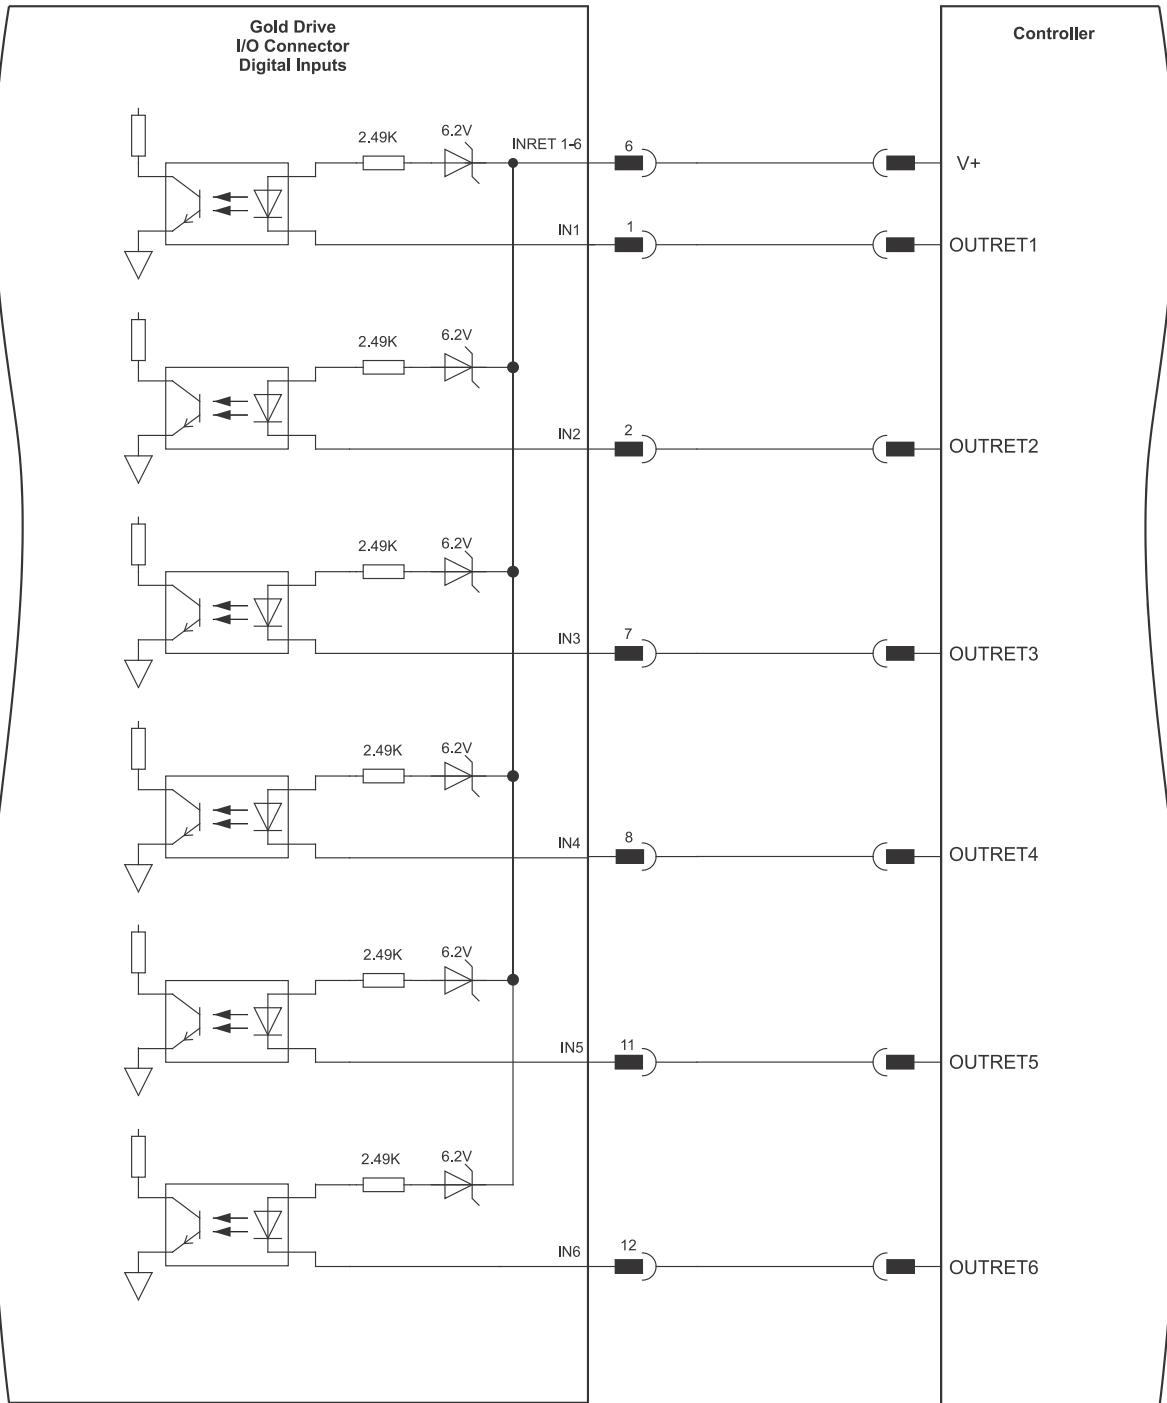 Gold Drive
I/O Connector
Digital Inputs
Controller
2.49K
6.2V
INRET 1-6
6
V+
IN1
1
OUTRET1
2.49K
6.2V
IN2
2
OUTRET2
2.49K
6.2V
IN3
7
OUTRET3
2.49K
6.2V
IN4
8
OUTRET4
2.49K
6.2V
IN5
11
OUTRET5
2.49K
6.2V
IN6
12
OUTRET6